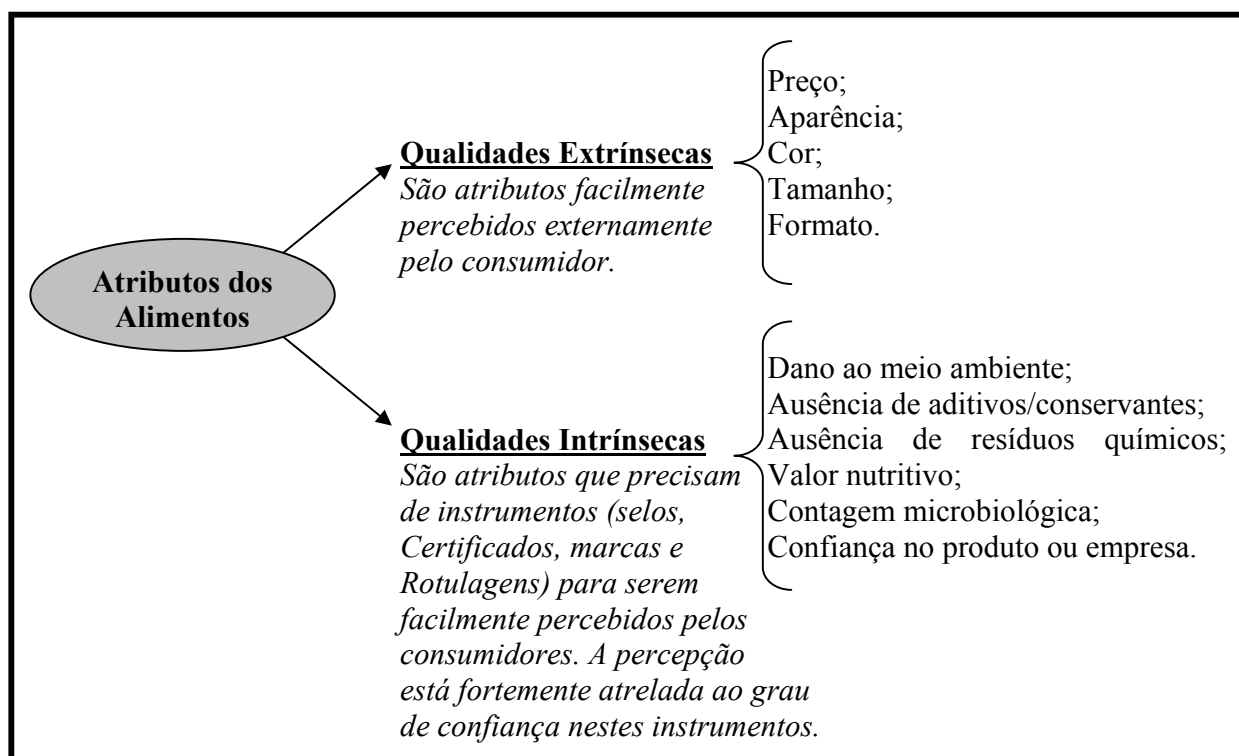 Atributos dos
Alimentos
Qualidades Extrínsecas
São atributos facilmente
percebidos externamente
pelo consumidor.
Preço;
Aparência;
Cor;
Tamanho;
Formato.
Qualidades Intrínsecas
São atributos que precisam
de instrumentos (selos,
Certificados, marcas e
Rotulagens) para serem
facilmente percebidos pelos
consumidores. A percepção
está fortemente atrelada ao grau
de confiança nestes instrumentos.
Dano ao meio ambiente;
Ausência de aditivos/conservantes;
Ausência de resíduos químicos;
Valor nutritivo;
Contagem microbiológica;
Confiança no produto ou empresa.